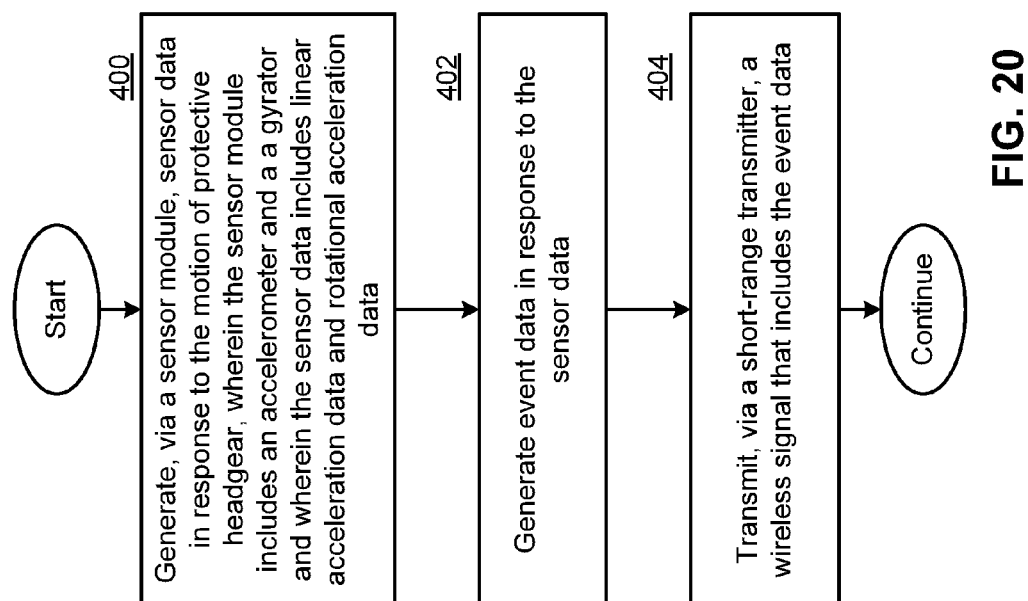 Start
400
Generate, via a sensor module, sensor data
in response to the motion of protective
headgear, wherein the sensor module
includes an accelerometer and a a gyrator
and wherein the sensor data includes linear
acceleration data and rotational acceleration
data
402
Generate event data in response to the
sensor data
404
Transmit, via a short-range transmitter, a
wireless signal that includes the event data
Continue
FIG. 20